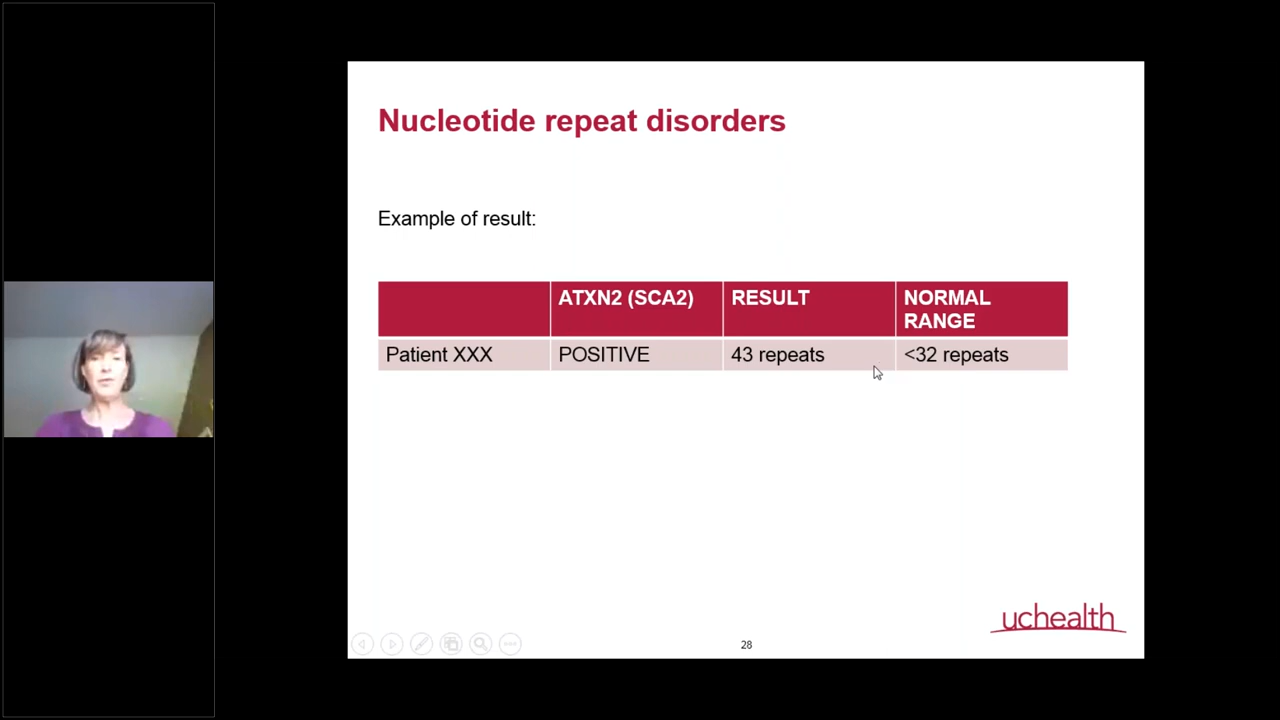 Nucleotide repeat disorders
Example of result:
ATXN2 (SCA2) RESULT NORMAL
RANGE
Patient XXX POSITIVE 43 repeats <32 repeats
uchealth
28